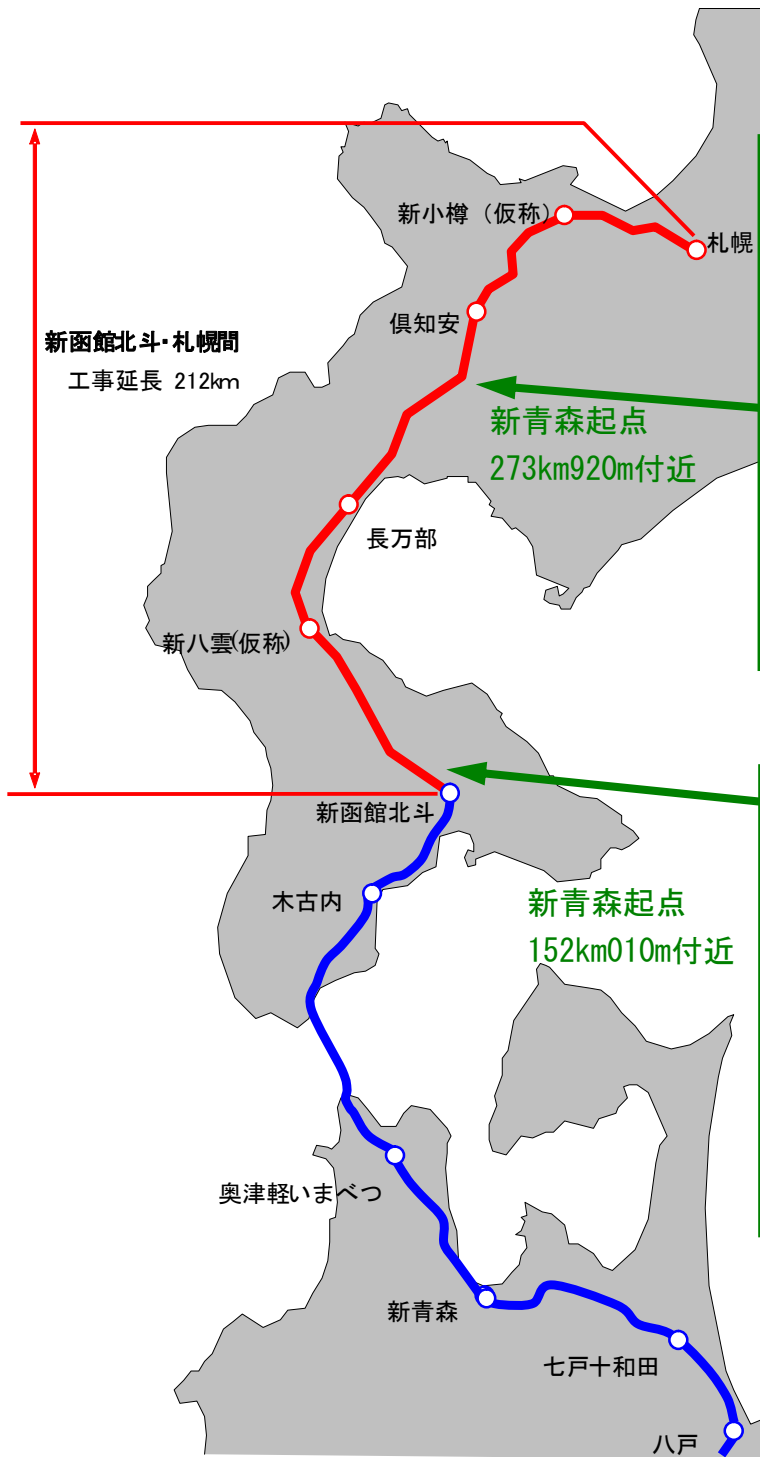 新小樽（仮称）
札幌
倶知安
新函館北斗・札幌間
工事延長 212km
新青森起点
273km920m付近
長万部
新八雲(仮称)
新函館北斗
木古内
新青森起点
152km010m付近
奥津軽いまべつ
新青森
七戸十和田
八戸